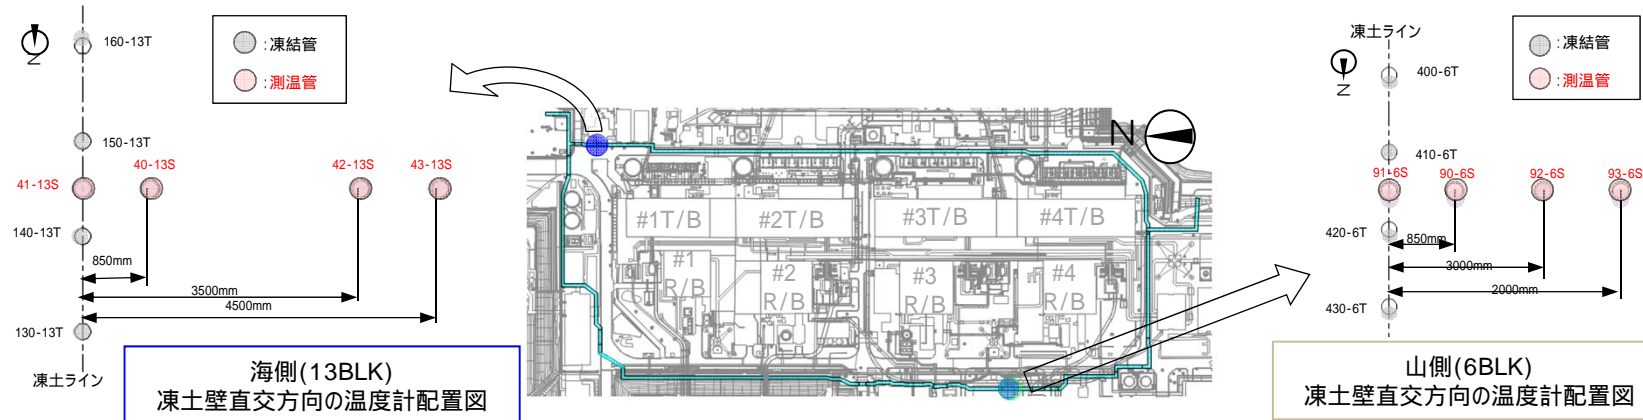 N
160-13T
:凍結管
:測温管
150-13T
41-13S
40-13S
42-13S
43-13S
140-13T
850mm
3500mm
4500mm
130-13T
凍土ライン
海側(13BLK)
凍土壁直交方向の温度計配置図
N
#1T/B
#2T/B
#3T/B
#4T/B
#1
R/B
#2
R/B
#3
R/B
#4
R/B
凍土ライン
N
400-6T
:凍結管
:測温管
410-6T
91-6S
90-6S
92-6S
93-6S
420-6T
850mm
3000mm
2000mm
430-6T
山側(6BLK)
凍土壁直交方向の温度計配置図